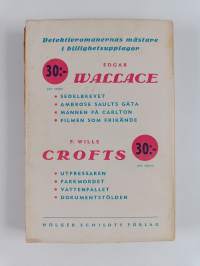 Detektivromanernas mästare
i billighetsupplagor
30:-
EDGAR
WALLACE
• SEDELBREVET
• AMBROSE SAULTS GÅTA
• MANNEN PÅ CARLTON
• FILMEN SOM FRIKÄNDE
F. WILLS
30:-
CROFTS
• UTPRESSAREN
• PARKMORDET
• VATTENFALLET
• DOKUMENTSTÖLDEN
HOLGER SCHILDTS FÖRLAG